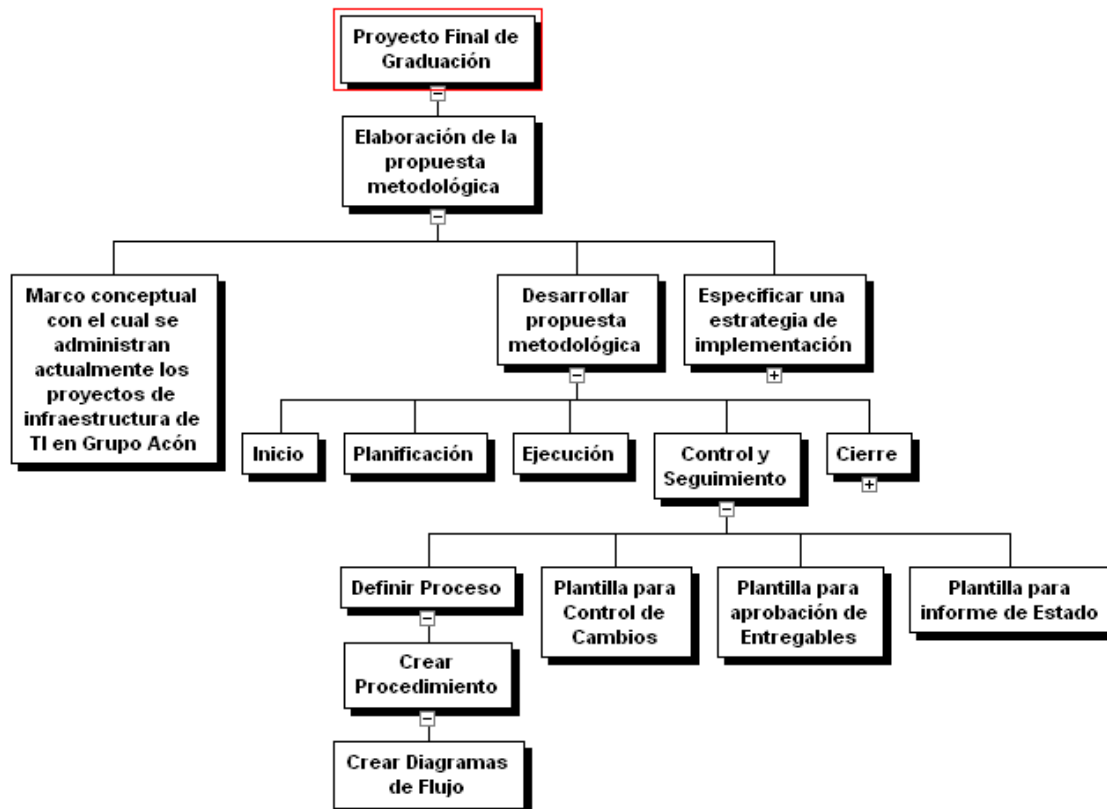 Proyecto Final de
Graduación
Elaboración de la
propuesta
metodológica
Marco conceptual
con el cual se
administran
actualmente los
proyectos de
infraestructura de
TI en Grupo Acón
Desarrollar
propuesta
metodológica
Especificar una
estrategia de
implementación
Inicio
Planificación
Ejecución
Control y
Seguimiento
Cierre
Definir Proceso
Plantilla para
Control de
Cambios
Plantilla para
aprobación de
Entregables
Plantilla para
informe de Estado
Crear
Procedimiento
Crear Diagramas
de Flujo